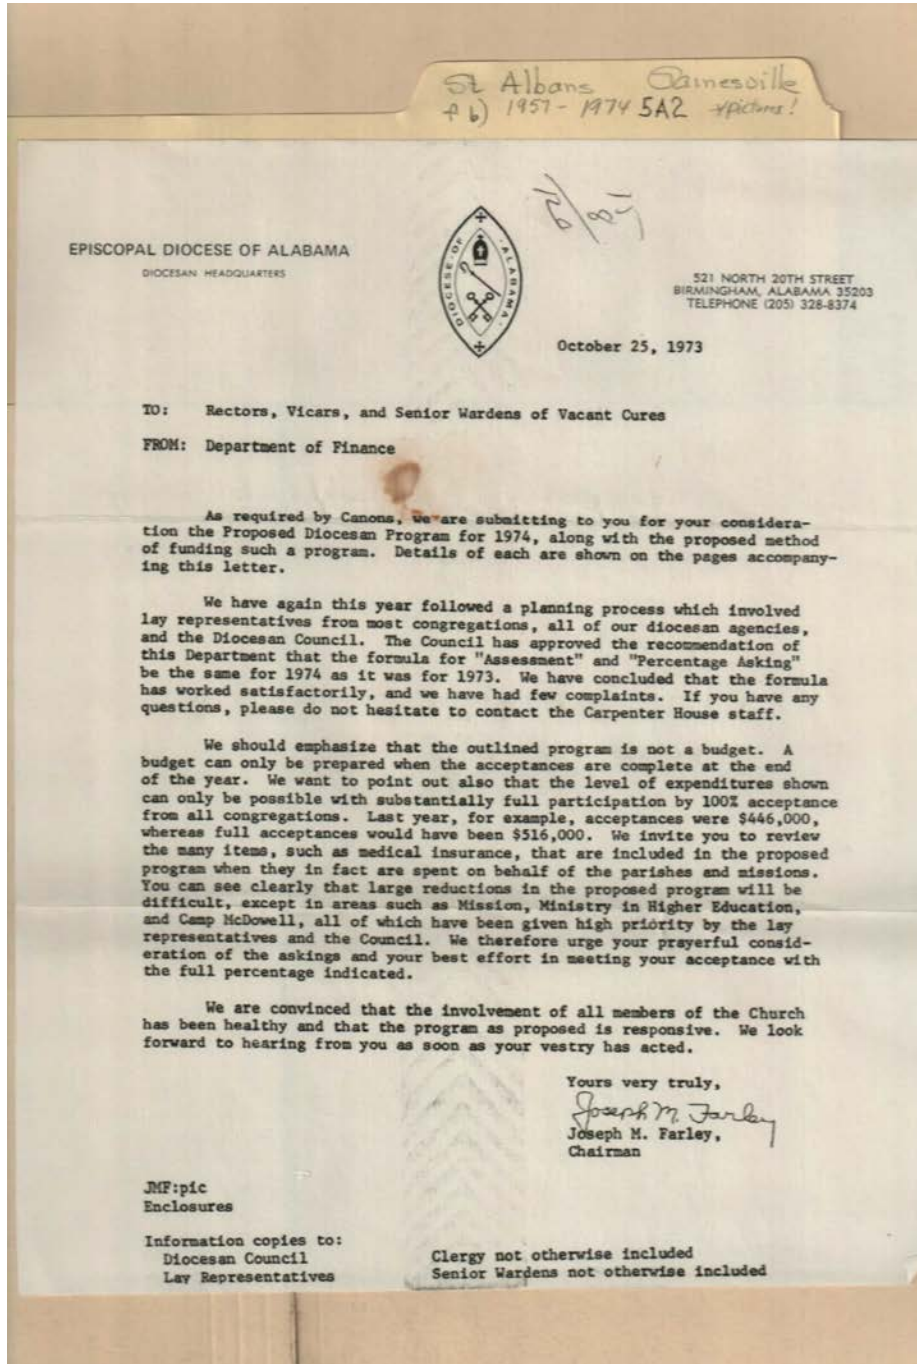 St Albans Gainesville
f b) 1957-1974 5A2 +pictures!
EPISCOPAL DIOCESE OF ALABAMA
DIOCESAN HEADQUARTERS
DIOCESE OF ALABAMA
521 NORTH 20TH STREET
BIRMINGHAM, ALABAMA 35203
TELEPHONE (205) 328-8374
October 25, 1973
TO: Rectors, Vicars, and Senior Wardens of Vacant Cures
FROM: Department of Finance
As required by Canons, we are submitting to you for your considera-
tion the Proposed Diocesan Program for 1974, along with the proposed method
of funding such a program. Details of each are shown on the pages accompany-
ing this letter.
We have again this year followed a planning process which involved
lay representatives from most congregations, all of our diocesan agencies,
and the Diocesan Council. The Council has approved the recommendation of
this Department that the formula for "Assessment" and "Percentage Asking"
be the same for 1974 as it was for 1973. We have concluded that the formula
has worked satisfactorily, and we have had few complaints. If you have any
questions, please do not hesitate to contact the Carpenter House staff.
We should emphasize that the outlined program is not a budget. A
budget can only be prepared when the acceptances are complete at the end
of the year. We want to point out also that the level of expenditures shown
can only be possible with substantially full participation by 100% acceptance
from all congregations. Last year, for example, acceptances were $446,000,
whereas full acceptances would have been $516,000. We invite you to review
the many items, such as medical insurance, that are included in the proposed
program when they in fact are spent on behalf of the parishes and missions.
You can see clearly that large reductions in the proposed program will be
difficult, except in areas such as Mission, Ministry in Higher Education,
and Camp McDowell, all of which have been given high priority by the lay
representatives and the Council. We therefore urge your prayerful consid-
eration of the askings and your best effort in meeting your acceptance with
the full percentage indicated.
We are convinced that the involvement of all members of the Church
has been healthy and that the program as proposed is responsive. We look
forward to hearing from you as soon as your vestry has acted.
Yours very truly,
Joseph M. Farley
Joseph M. Farley,
Chairman
JMF:pic
Enclosures
Information copies to:
Diocesan Council Clergy not otherwise included
Lay Representatives Senior Wardens not otherwise included